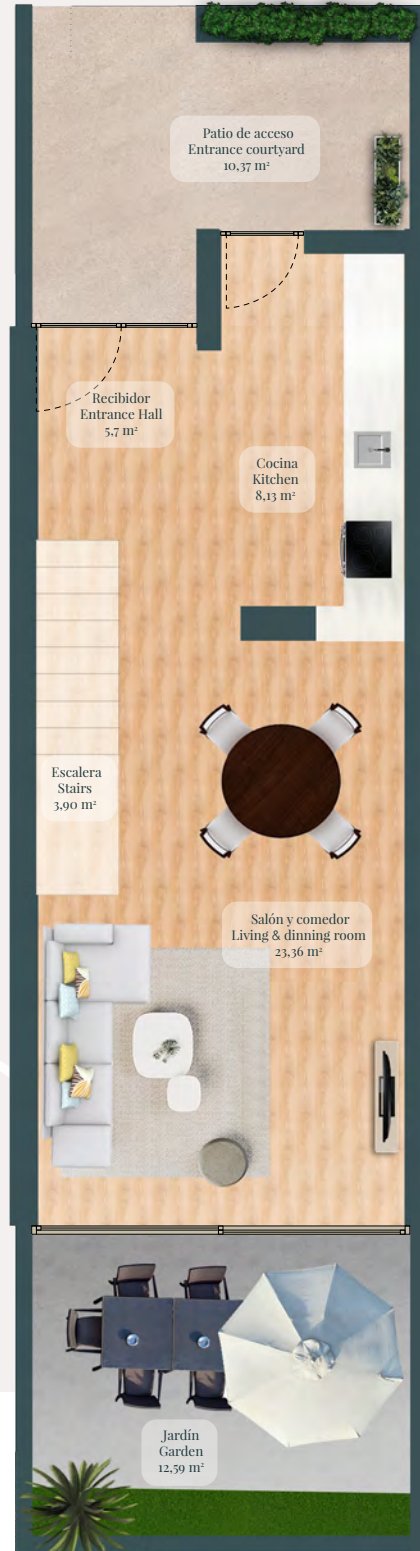 Patio de acceso
Entrance courtyard
10,37 m²
Recibidor
Entrance Hall
5,7 m²
Cocina
Kitchen
8,13 m²
Escalera
Stairs
3,90 m²
Salón y comedor
Living & dinning room
23,36 m²
Jardín
Garden
12,59 m²